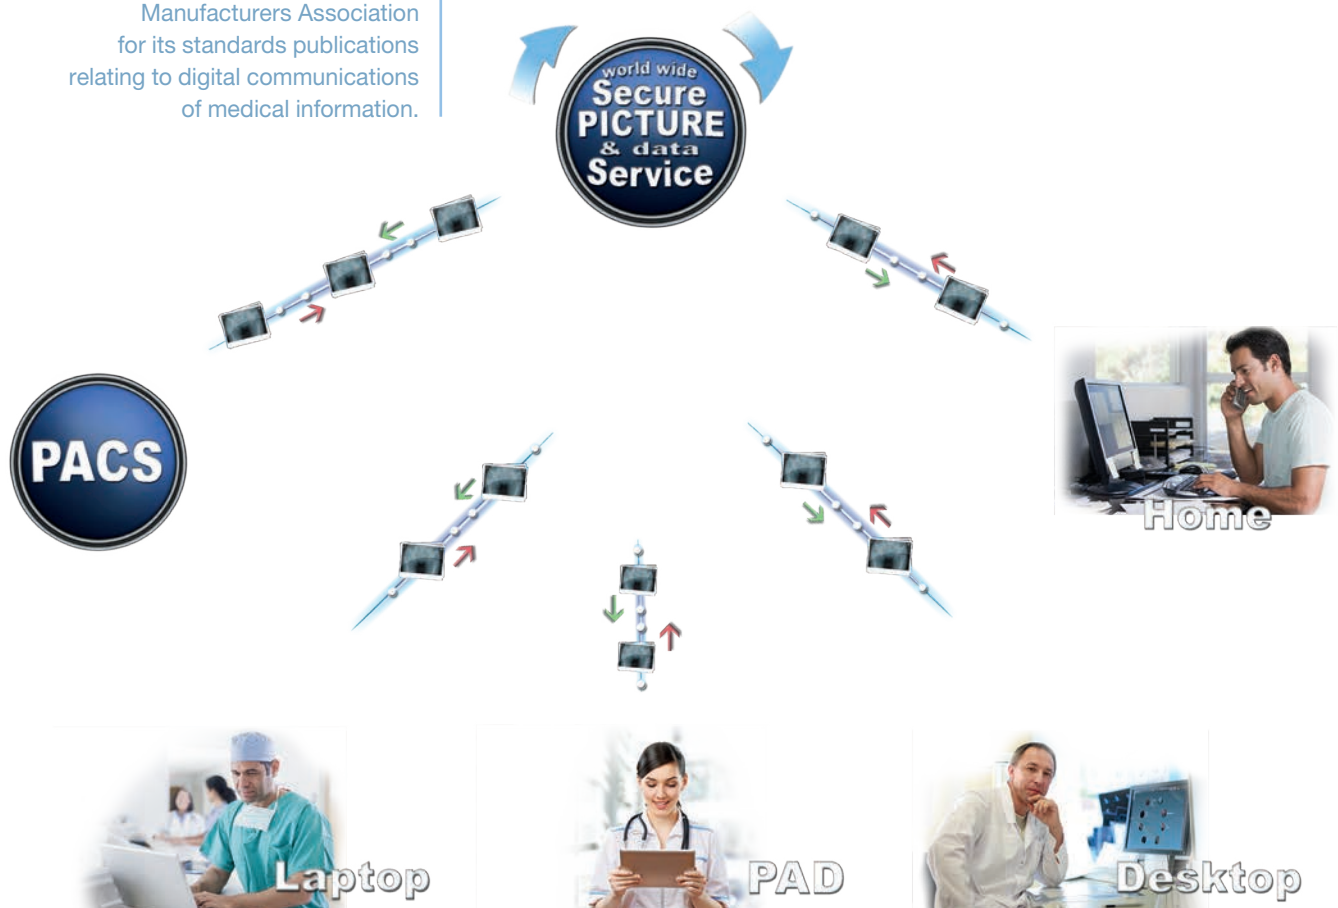 Manufacturers Association
for its standards publications
relating to digital communications
of medical information.
world wide
Secure
PICTURE
& data
Service
PACS
Home
Laptop
PAD
Desktop